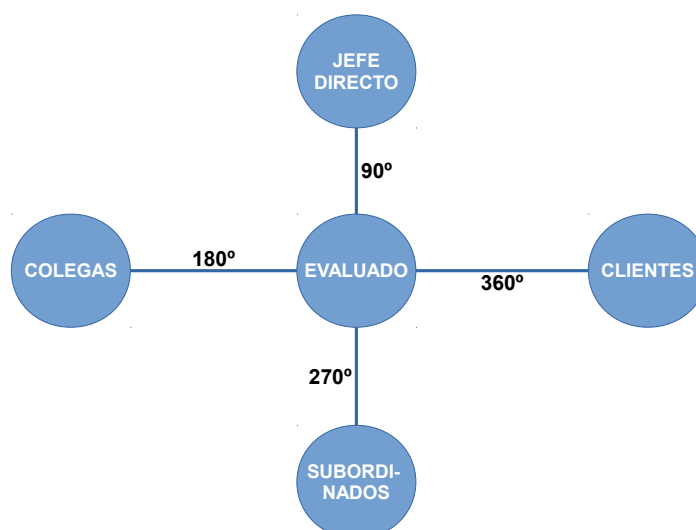 JEFE
DIRECTO
90º
COLEGAS
180º
EVALUADO
360º
CLIENTES
270º
SUBORDI-
NADOS